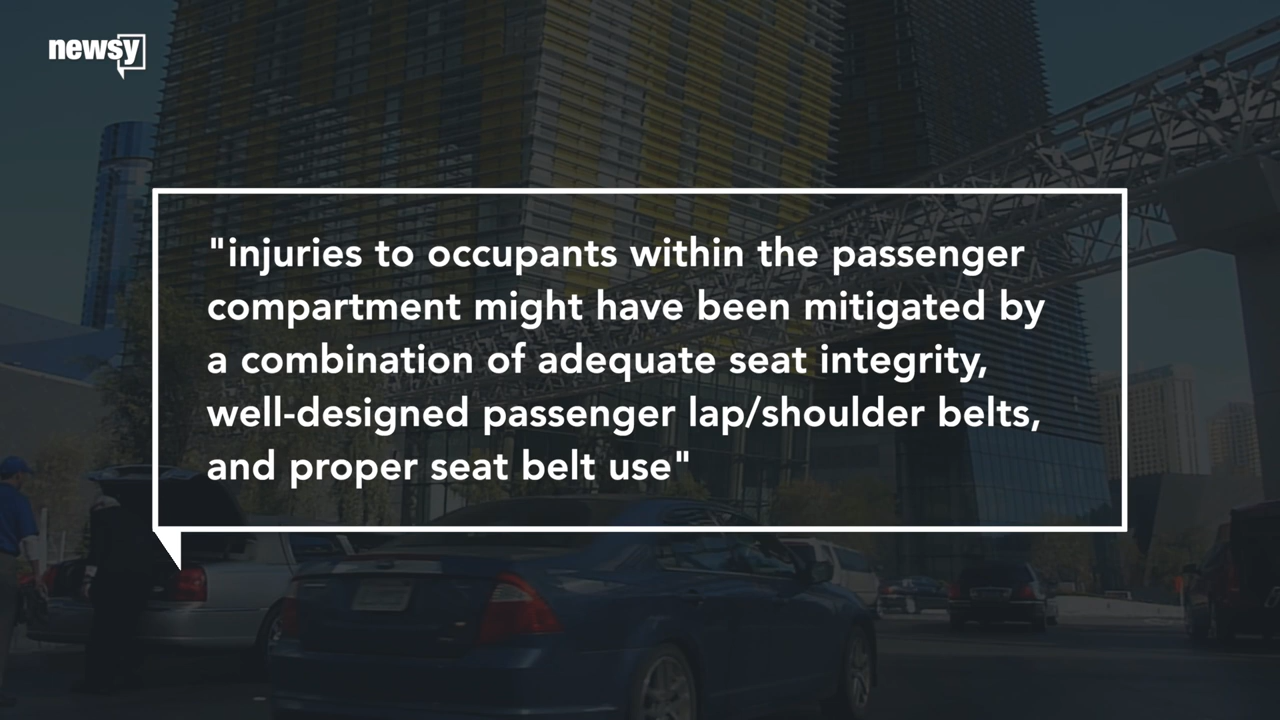 newsy
"injuries to occupants within the passenger
compartment might have been mitigated by
a combination of adequate seat integrity,
well-designed passenger lap/shoulder belts,
and proper seat belt use"